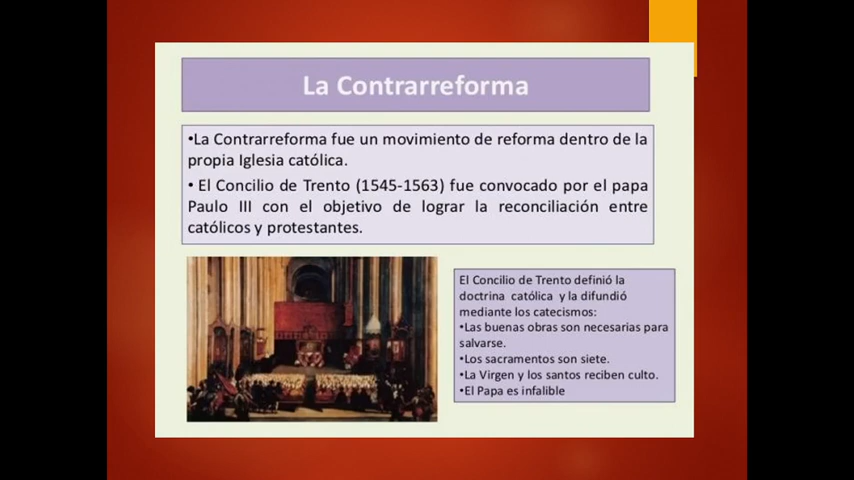 La Contrarreforma
•La Contrarreforma fue un movimiento de reforma dentro de la
propia Iglesia católica.
• El Concilio de Trento (1545-1563) fue convocado por el papa
Paulo III con el objetivo de lograr la reconciliación entre
católicos y protestantes.
El Concilio de Trento definió la
doctrina católica y la difundió
mediante los catecismos:
•Las buenas obras son necesarias para
salvarse.
•Los sacramentos son siete.
•La Virgen y los santos reciben culto.
•El Papa es infalible